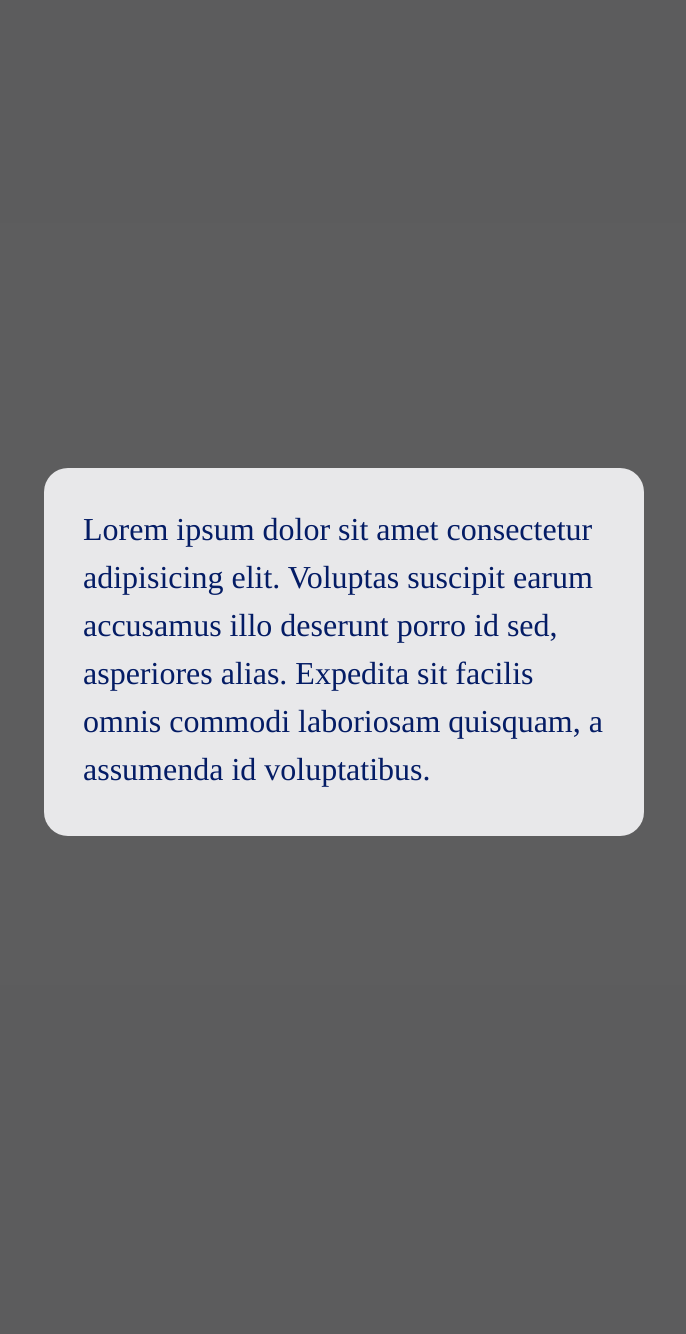 Lorem ipsum dolor sit amet consectetur
adipisicing elit. Voluptas suscipit earum
accusamus illo deserunt porro id sed,
asperiores alias. Expedita sit facilis
omnis commodi laboriosam quisquam, a
assumenda id voluptatibus.